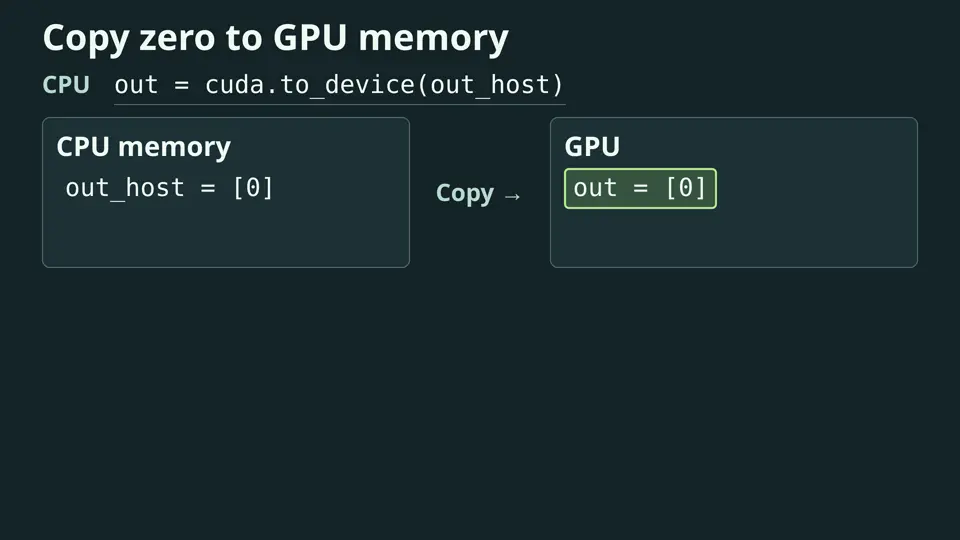 Copy zero to GPU memory
CPU out = cuda.to_device(out_host)
CPU memory
out_host = [0]
Copy →
GPU
out = [0]